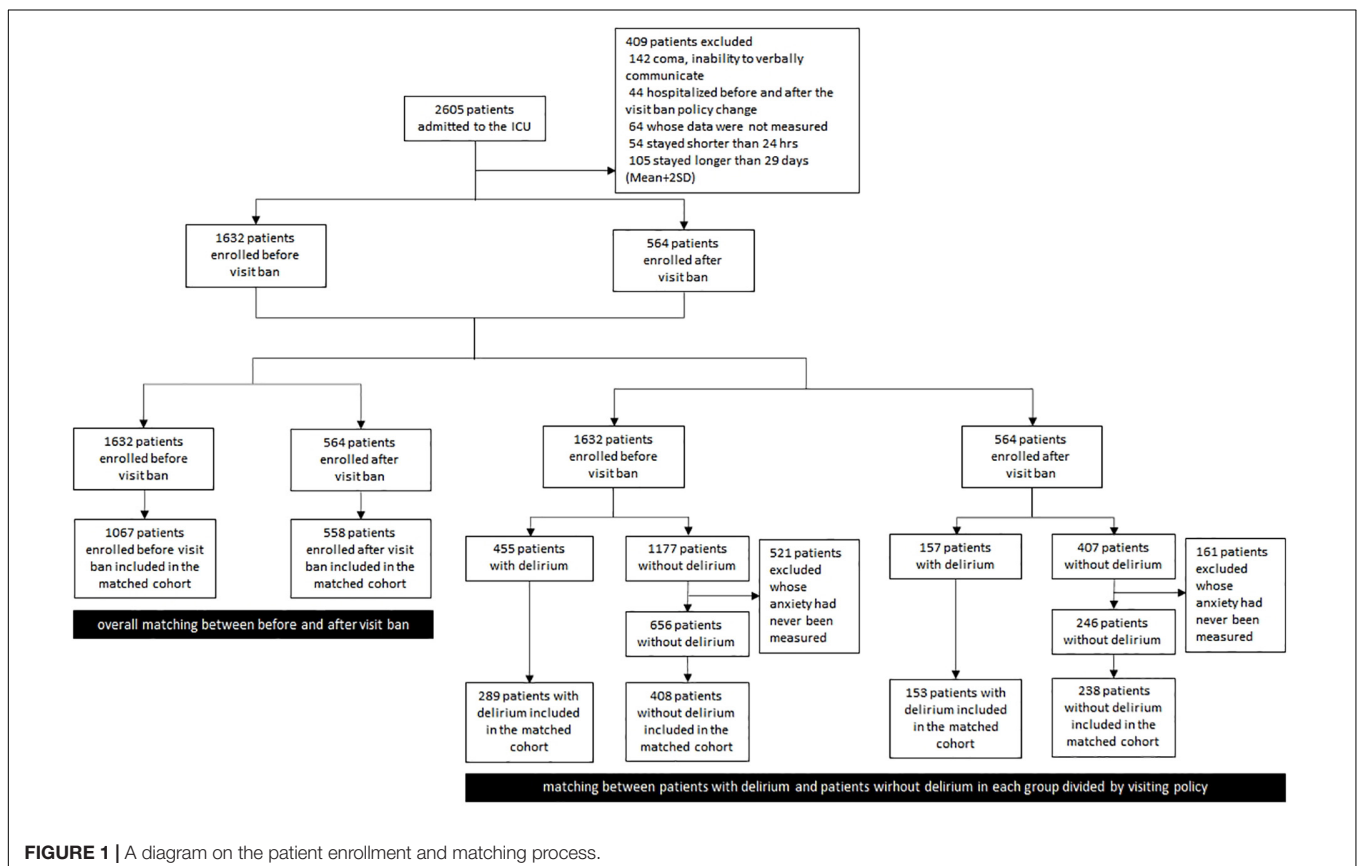 409 patients excluded
142 coma, inability to verbally
communicate
44 hospitalized before and after the
visit ban policy change
64 whose data were not measured
54 stayed shorter than 24 hrs
105 stayed longer than 29 days
(Mean+2SD)
2605 patients
admitted to the ICU
1632 patients
enrolled before
visit ban
564 patients
enrolled after
visit ban
1632 patients
enrolled before
visit ban
564 patients
enrolled after
visit ban
1067 patients
enrolled before visit
ban included in the
matched cohort
558 patients
enrolled after visit
ban included in the
matched cohort
overall matching between before and after visit ban
1632 patients
enrolled before
visit ban
564 patients
enrolled after
visit ban
455 patients
with delirium
1177 patients
without delirium
521 patients
excluded
whose
anxiety had
never been
measured
656 patients
without delirium
289 patients with
delirium included
in the matched
cohort
408 patients
without delirium
included in the
matched cohort
157 patients
with delirium
407 patients
without delirium
161 patients
excluded
whose
anxiety had
never been
measured
246 patients
without delirium
153 patients with
delirium included
in the matched
cohort
238 patients
without delirium
included in the
matched cohort
matching between patients with delirium and patients wirhout delirium in each group divided by visiting policy
FIGURE 1 | A diagram on the patient enrollment and matching process.